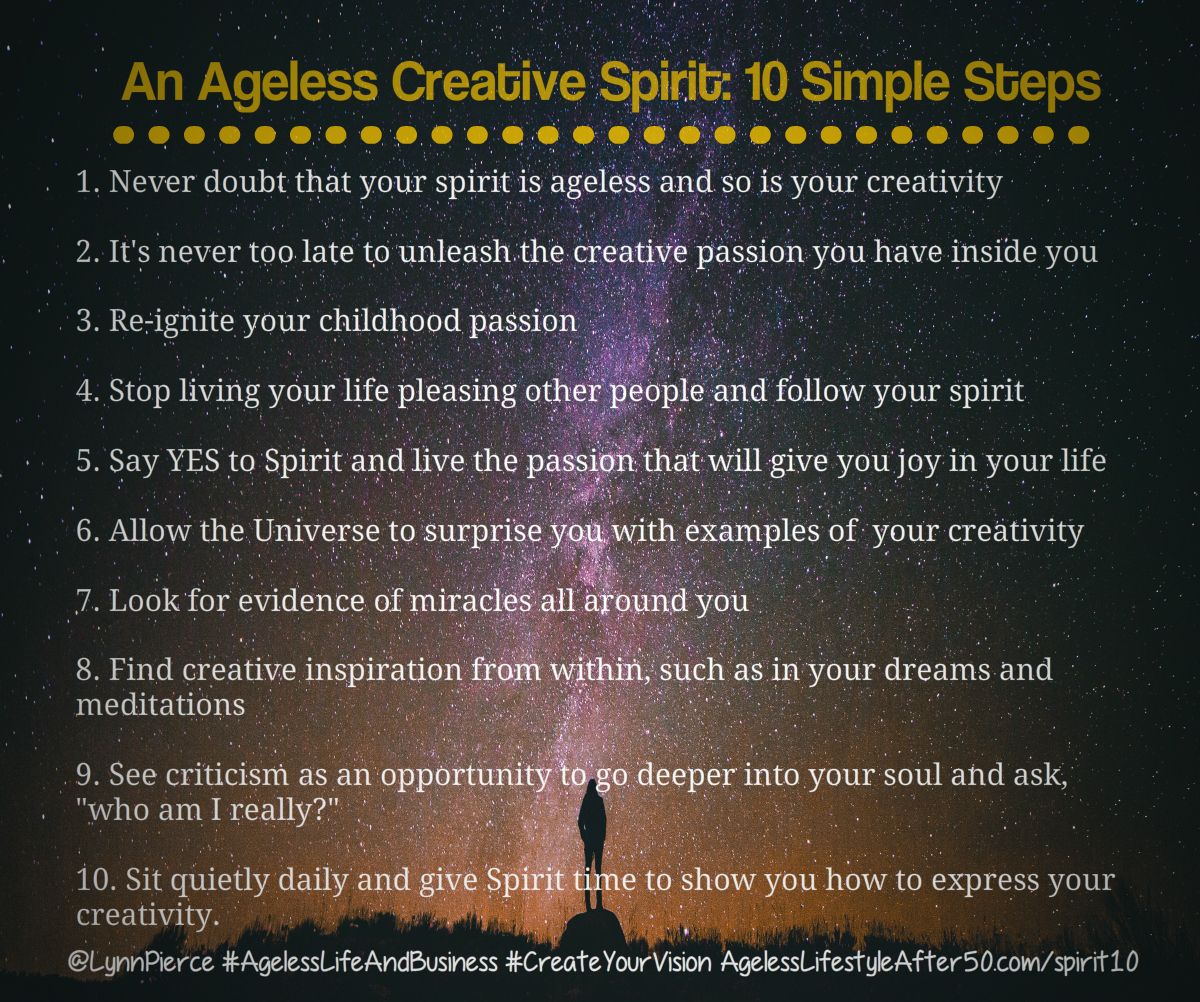 An Ageless Creative Spirit: 10 Simple Steps
1. Never doubt that your spirit is ageless and so is your creativity
2. It's never too late to unleash the creative passion you have inside you
3. Re-ignite your childhood passion
4. Stop living your life pleasing other people and follow your spirit
5. Say YES to Spirit and live the passion that will give you joy in your life
6. Allow the Universe to surprise you with examples of  your creativity
7. Look for evidence of miracles all around you
8. Find creative inspiration from within, such as in your dreams and
meditations
9. See criticism as an opportunity to go deeper into your soul and ask,
"who am I really?"
10. Sit quietly daily and give Spirit time to show you how to express your
creativity.
@LynnPierce #AgelessLifeAndBusiness #CreateYourVision AgelessLifestyleAfter50.com/spirit10